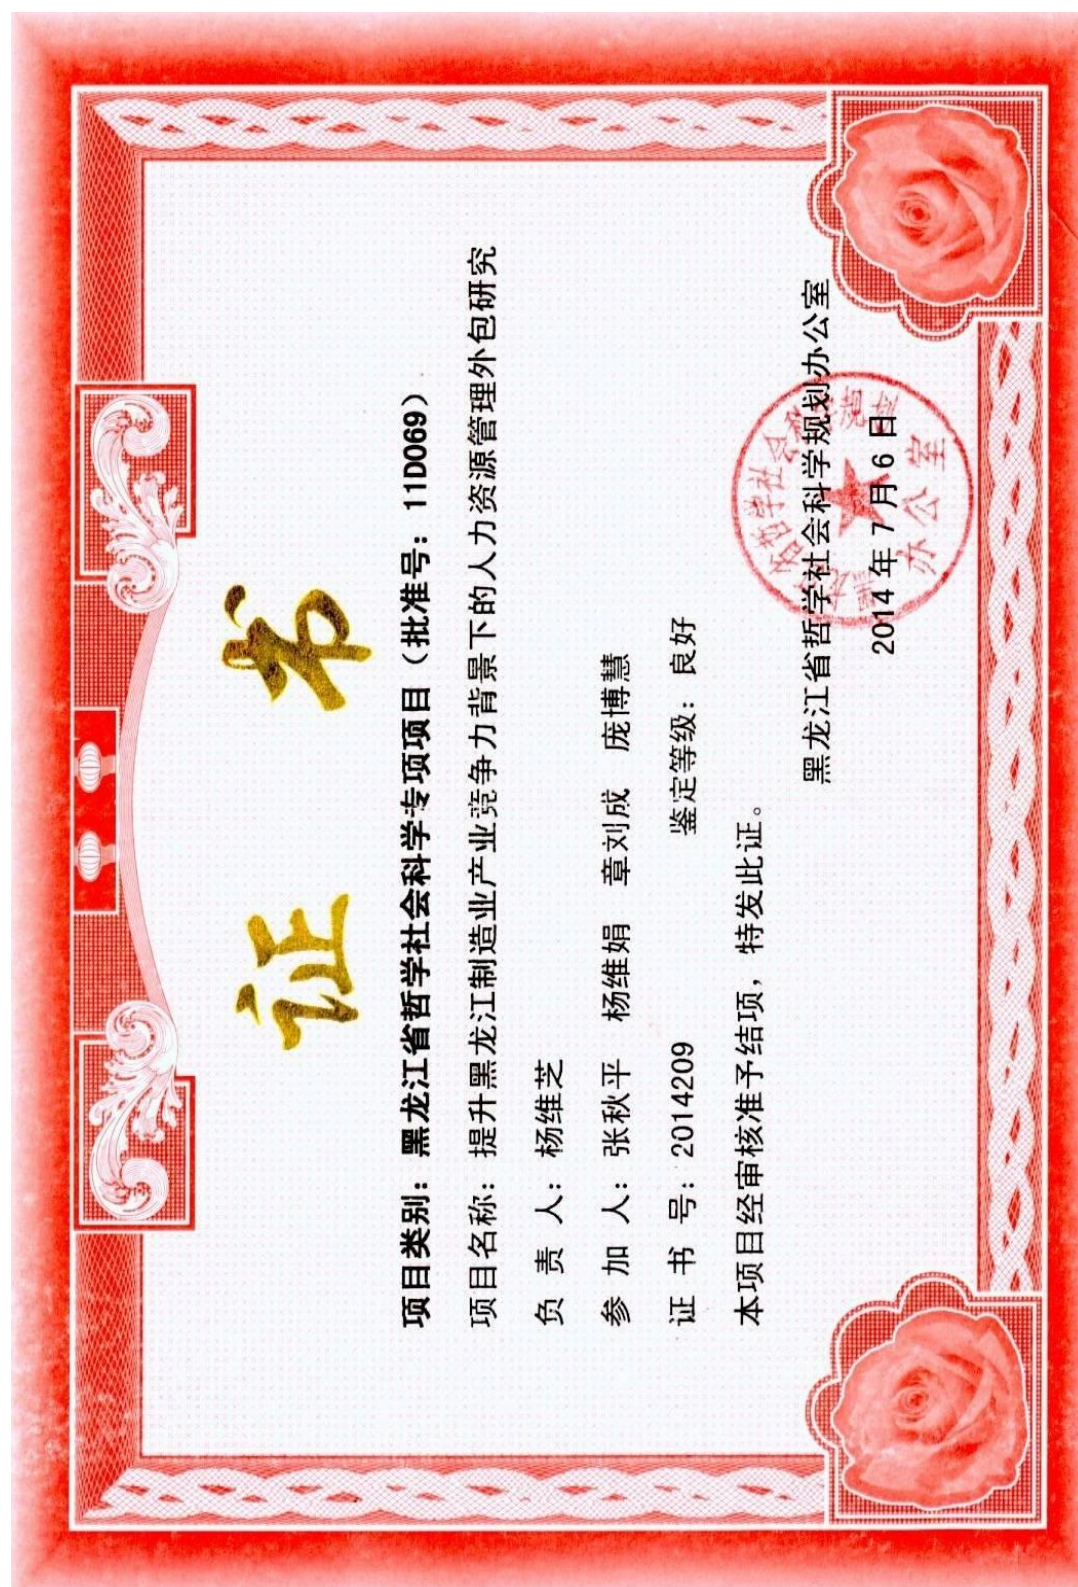 证书
项目类别：黑龙江省哲学社会科学专项项目（批准号：11D069）
项目名称：提升黑龙江制造业产业竞争力背景下的人力资源管理外包研究
负 责 人：杨维芝
参 加 人：张秋平 杨维娟 章刘成 庞博慧
证 书 号：2014209 鉴定等级：良好
本项目经审核准予结项，特发此证。
黑龙江省哲学社会科学规划办公室
2014年7月6日
办公室